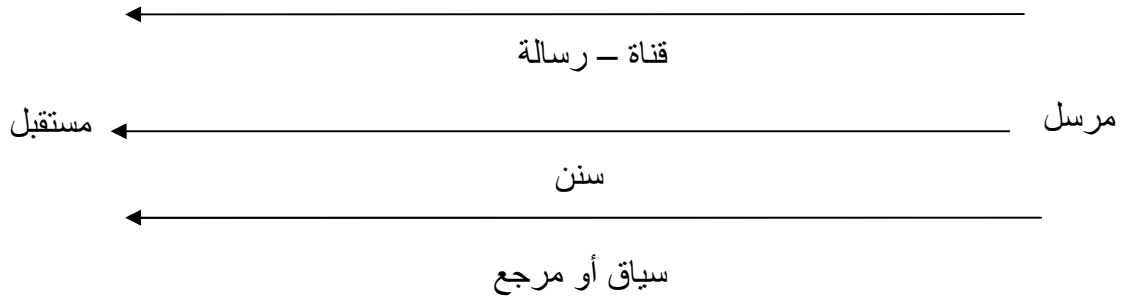 قناة – رسالة
مرسل
مستقبل
سنن
سياق أو مرجع